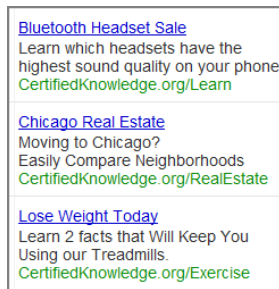 Bluetooth Headset Sale
Learn which headsets have the
highest sound quality on your phone
CertifiedKnowledge.org/Learn
Chicago Real Estate
Moving to Chicago?
Easily Compare Neighborhoods
CertifiedKnowledge.org/RealEstate
Lose Weight Today
Learn 2 facts that Will Keep You
Using our Treadmills.
CertifiedKnowledge.org/Exercise